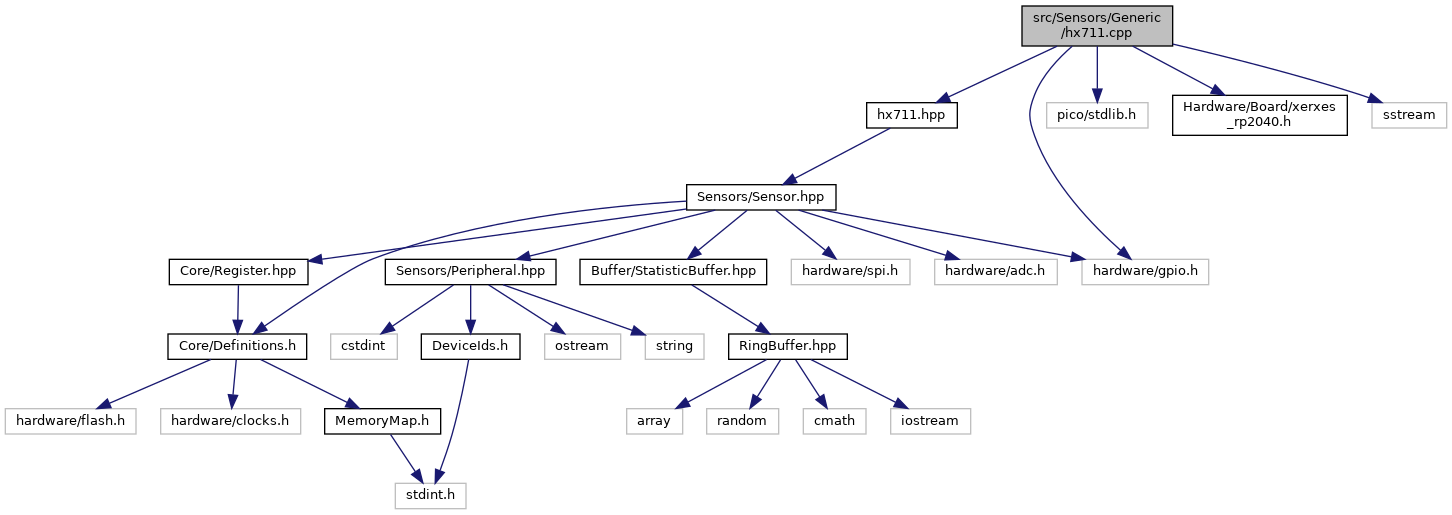 src/Sensors/Generic
/hx711.cpp
hx711.hpp
pico/stdlib.h
Hardware/Board/xerxes
_rp2040.h
sstream
Sensors/Sensor.hpp
Core/Register.hpp
Sensors/Peripheral.hpp
Buffer/StatisticBuffer.hpp
hardware/spi.h
hardware/adc.h
hardware/gpio.h
Core/Definitions.h
cstdint
DeviceIds.h
ostream
string
RingBuffer.hpp
hardware/flash.h
hardware/clocks.h
MemoryMap.h
array
random
cmath
iostream
stdint.h